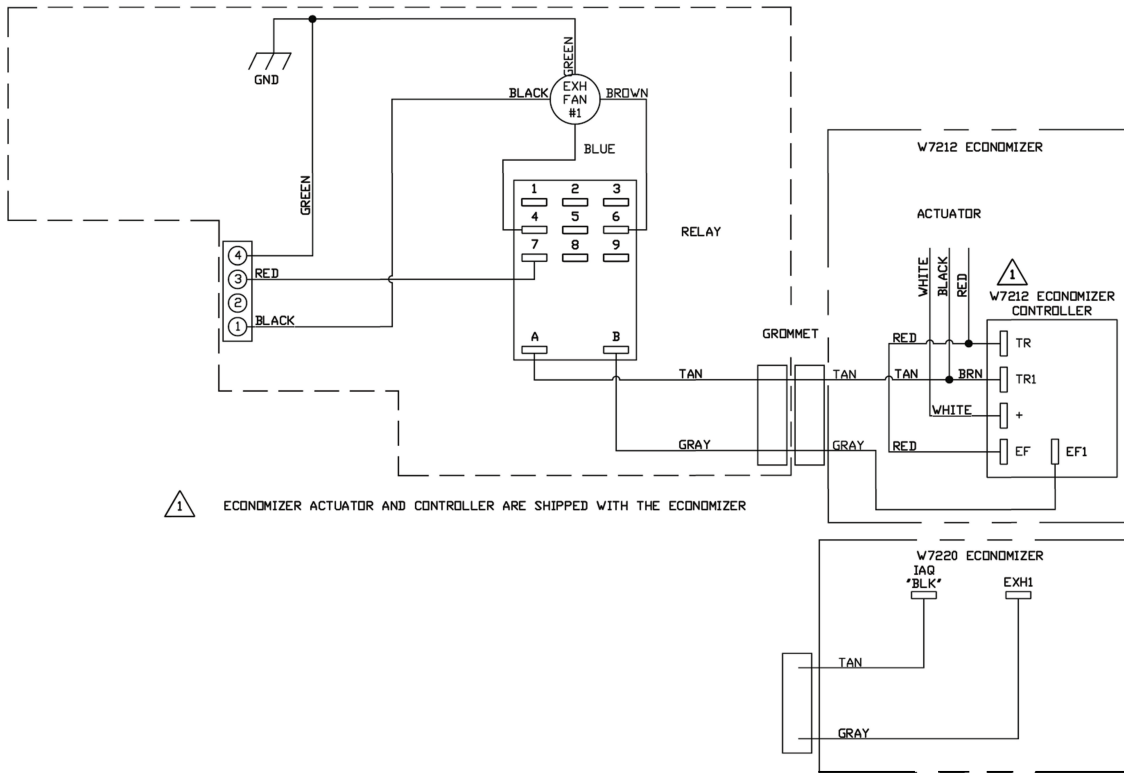 GREEN
GND
BLACK
EXH
FAN
#1
BROWN
BLUE
GREEN
1 2 3
4 5 6
7 8 9
RELAY
A B
4
3 RED
2
1 BLACK
GROMMET
TAN
TAN
TAN
BRN
GRAY
GRAY
W7212 ECONOMIZER
ACTUATOR
WHITE
BLACK
RED
1
W7212 ECONOMIZER
CONTROLLER
RED
TR
TR1
WHITE
+
RED
EF
EF1
1 ECONOMIZER ACTUATOR AND CONTROLLER ARE SHIPPED WITH THE ECONOMIZER
W7220 ECONOMIZER
IAQ
"BLK"
EXH1
TAN
GRAY